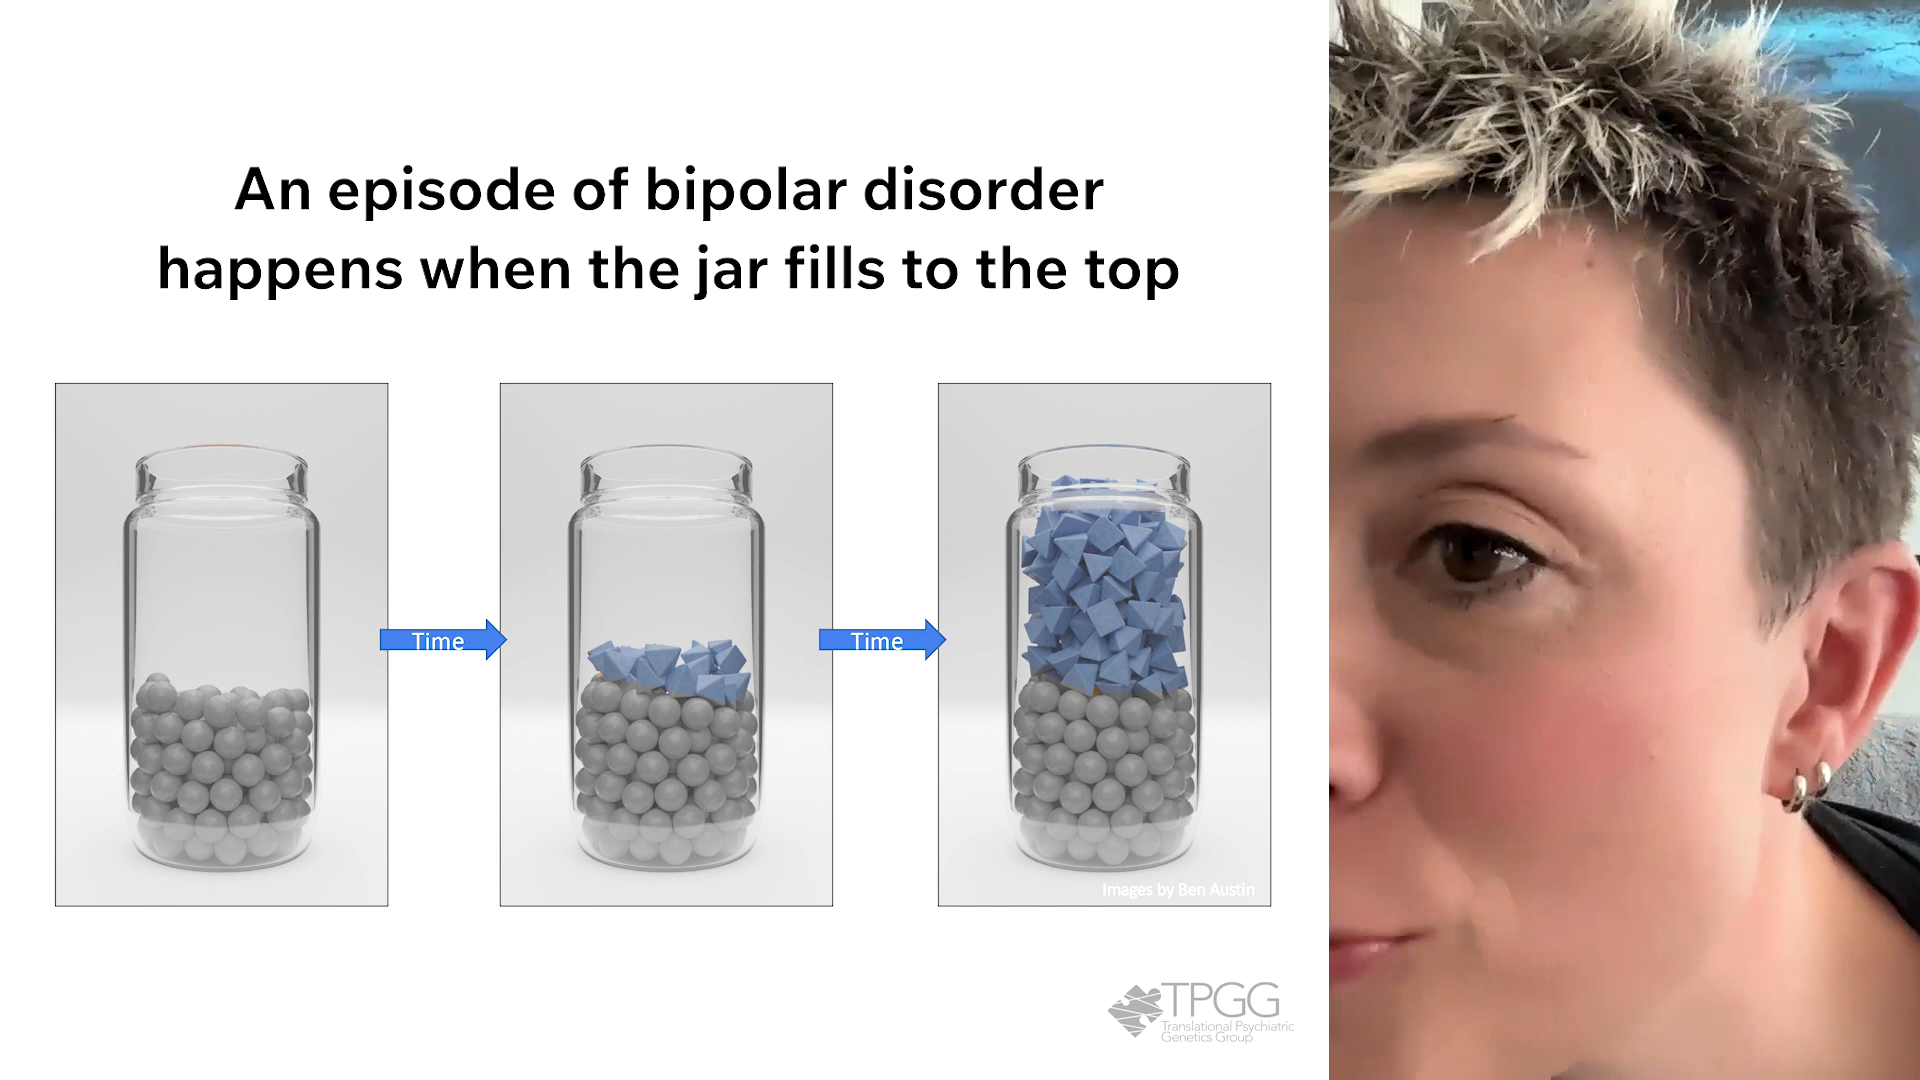 An episode of bipolar disorder
happens when the jar fills to the top
Time
Time
Images by Ben Austin
TPGG
Translational Psychiatric
Genetics Group